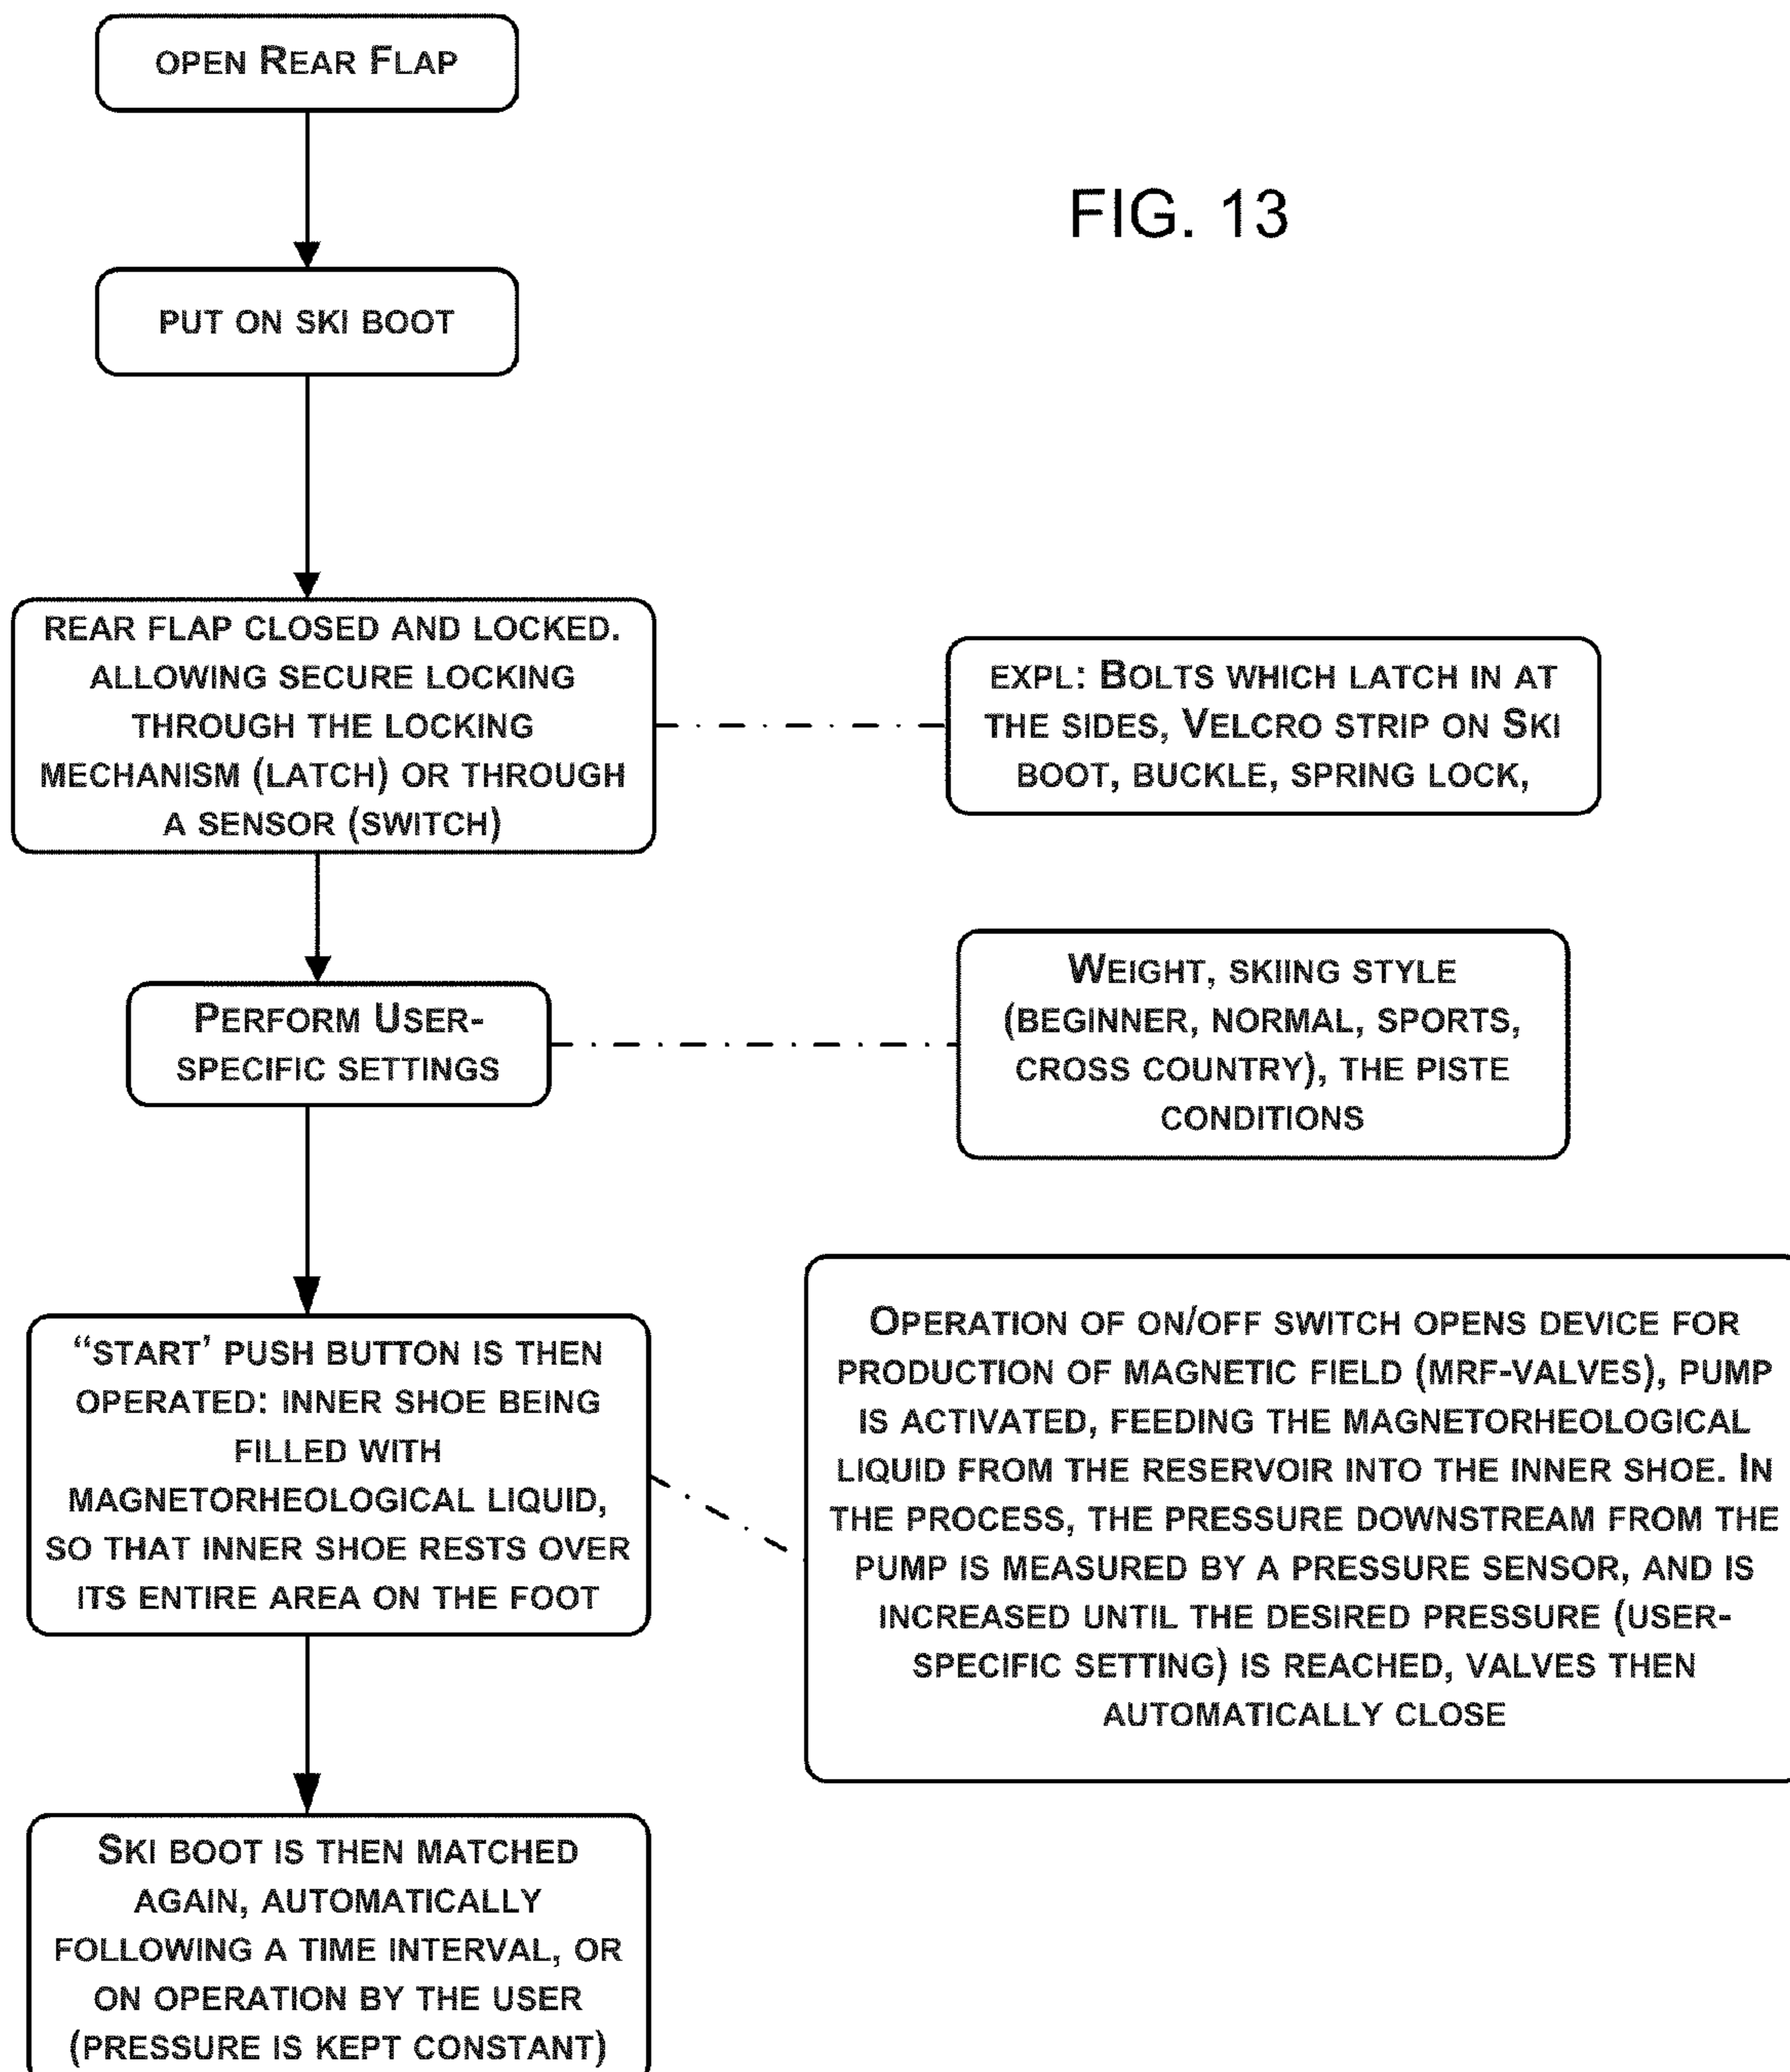 OPEN REAR FLAP
FIG. 13
PUT ON SKI BOOT
REAR FLAP CLOSED AND LOCKED.
ALLOWING SECURE LOCKING
THROUGH THE LOCKING
MECHANISM (LATCH) OR THROUGH
A SENSOR (SWITCH)
EXPL: BOLTS WHICH LATCH IN AT
THE SIDES, VELCRO STRIP ON SKI
BOOT, BUCKLE, SPRING LOCK,
PERFORM USER-
SPECIFIC SETTINGS
WEIGHT, SKIING STYLE
(BEGINNER, NORMAL, SPORTS,
CROSS COUNTRY), THE PISTE
CONDITIONS
“START’ PUSH BUTTON IS THEN
OPERATED: INNER SHOE BEING
FILLED WITH
MAGNETORHEOLOGICAL LIQUID,
SO THAT INNER SHOE RESTS OVER
ITS ENTIRE AREA ON THE FOOT
OPERATION OF ON/OFF SWITCH OPENS DEVICE FOR
PRODUCTION OF MAGNETIC FIELD (MRF-VALVES), PUMP
IS ACTIVATED, FEEDING THE MAGNETORHEOLOGICAL
LIQUID FROM THE RESERVOIR INTO THE INNER SHOE. IN
THE PROCESS, THE PRESSURE DOWNSTREAM FROM THE
PUMP IS MEASURED BY A PRESSURE SENSOR, AND IS
INCREASED UNTIL THE DESIRED PRESSURE (USER-
SPECIFIC SETTING) IS REACHED, VALVES THEN
AUTOMATICALLY CLOSE
SKI BOOT IS THEN MATCHED
AGAIN, AUTOMATICALLY
FOLLOWING A TIME INTERVAL, OR
ON OPERATION BY THE USER
(PRESSURE IS KEPT CONSTANT)